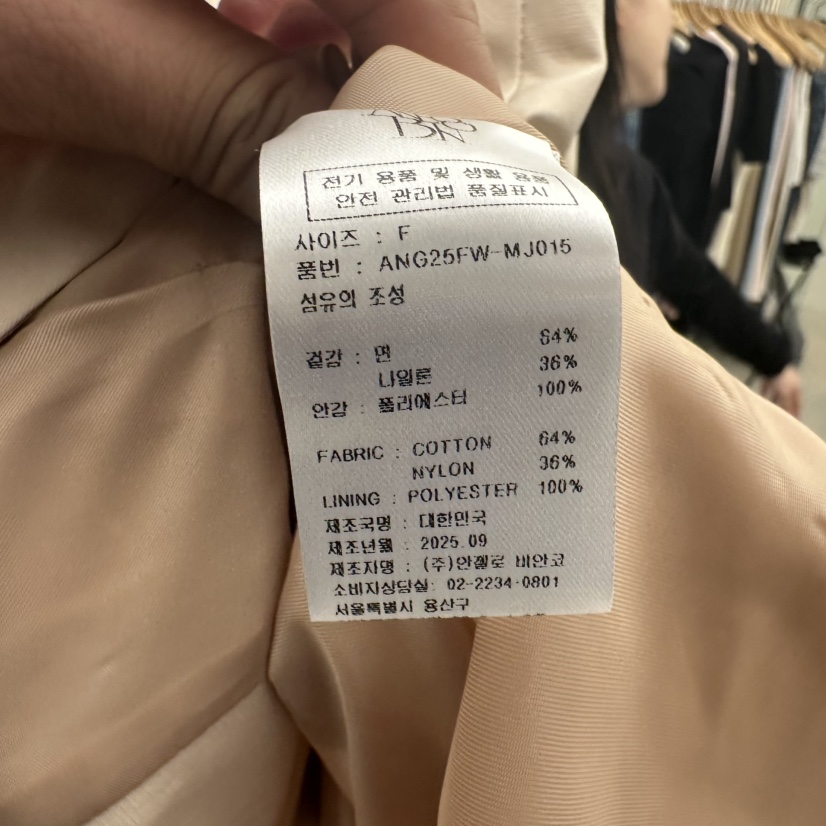 전기 용품 및 생활 용품
안전 관리법 품질표시
사이즈 : F
품번 : ANG25FW-MJ015
섬유의 조성
겉감 : 면 64%
나일론 36%
안감 : 폴리에스터 100%
FABRIC : COTTON 64%
NYLON 36%
LINING : POLYESTER 100%
제조국명 : 대한민국
제조년월 : 2025.09
제조자명 : (주)안젤로 비안코
소비자상담실: 02-2234-0801
서울특별시 용산구